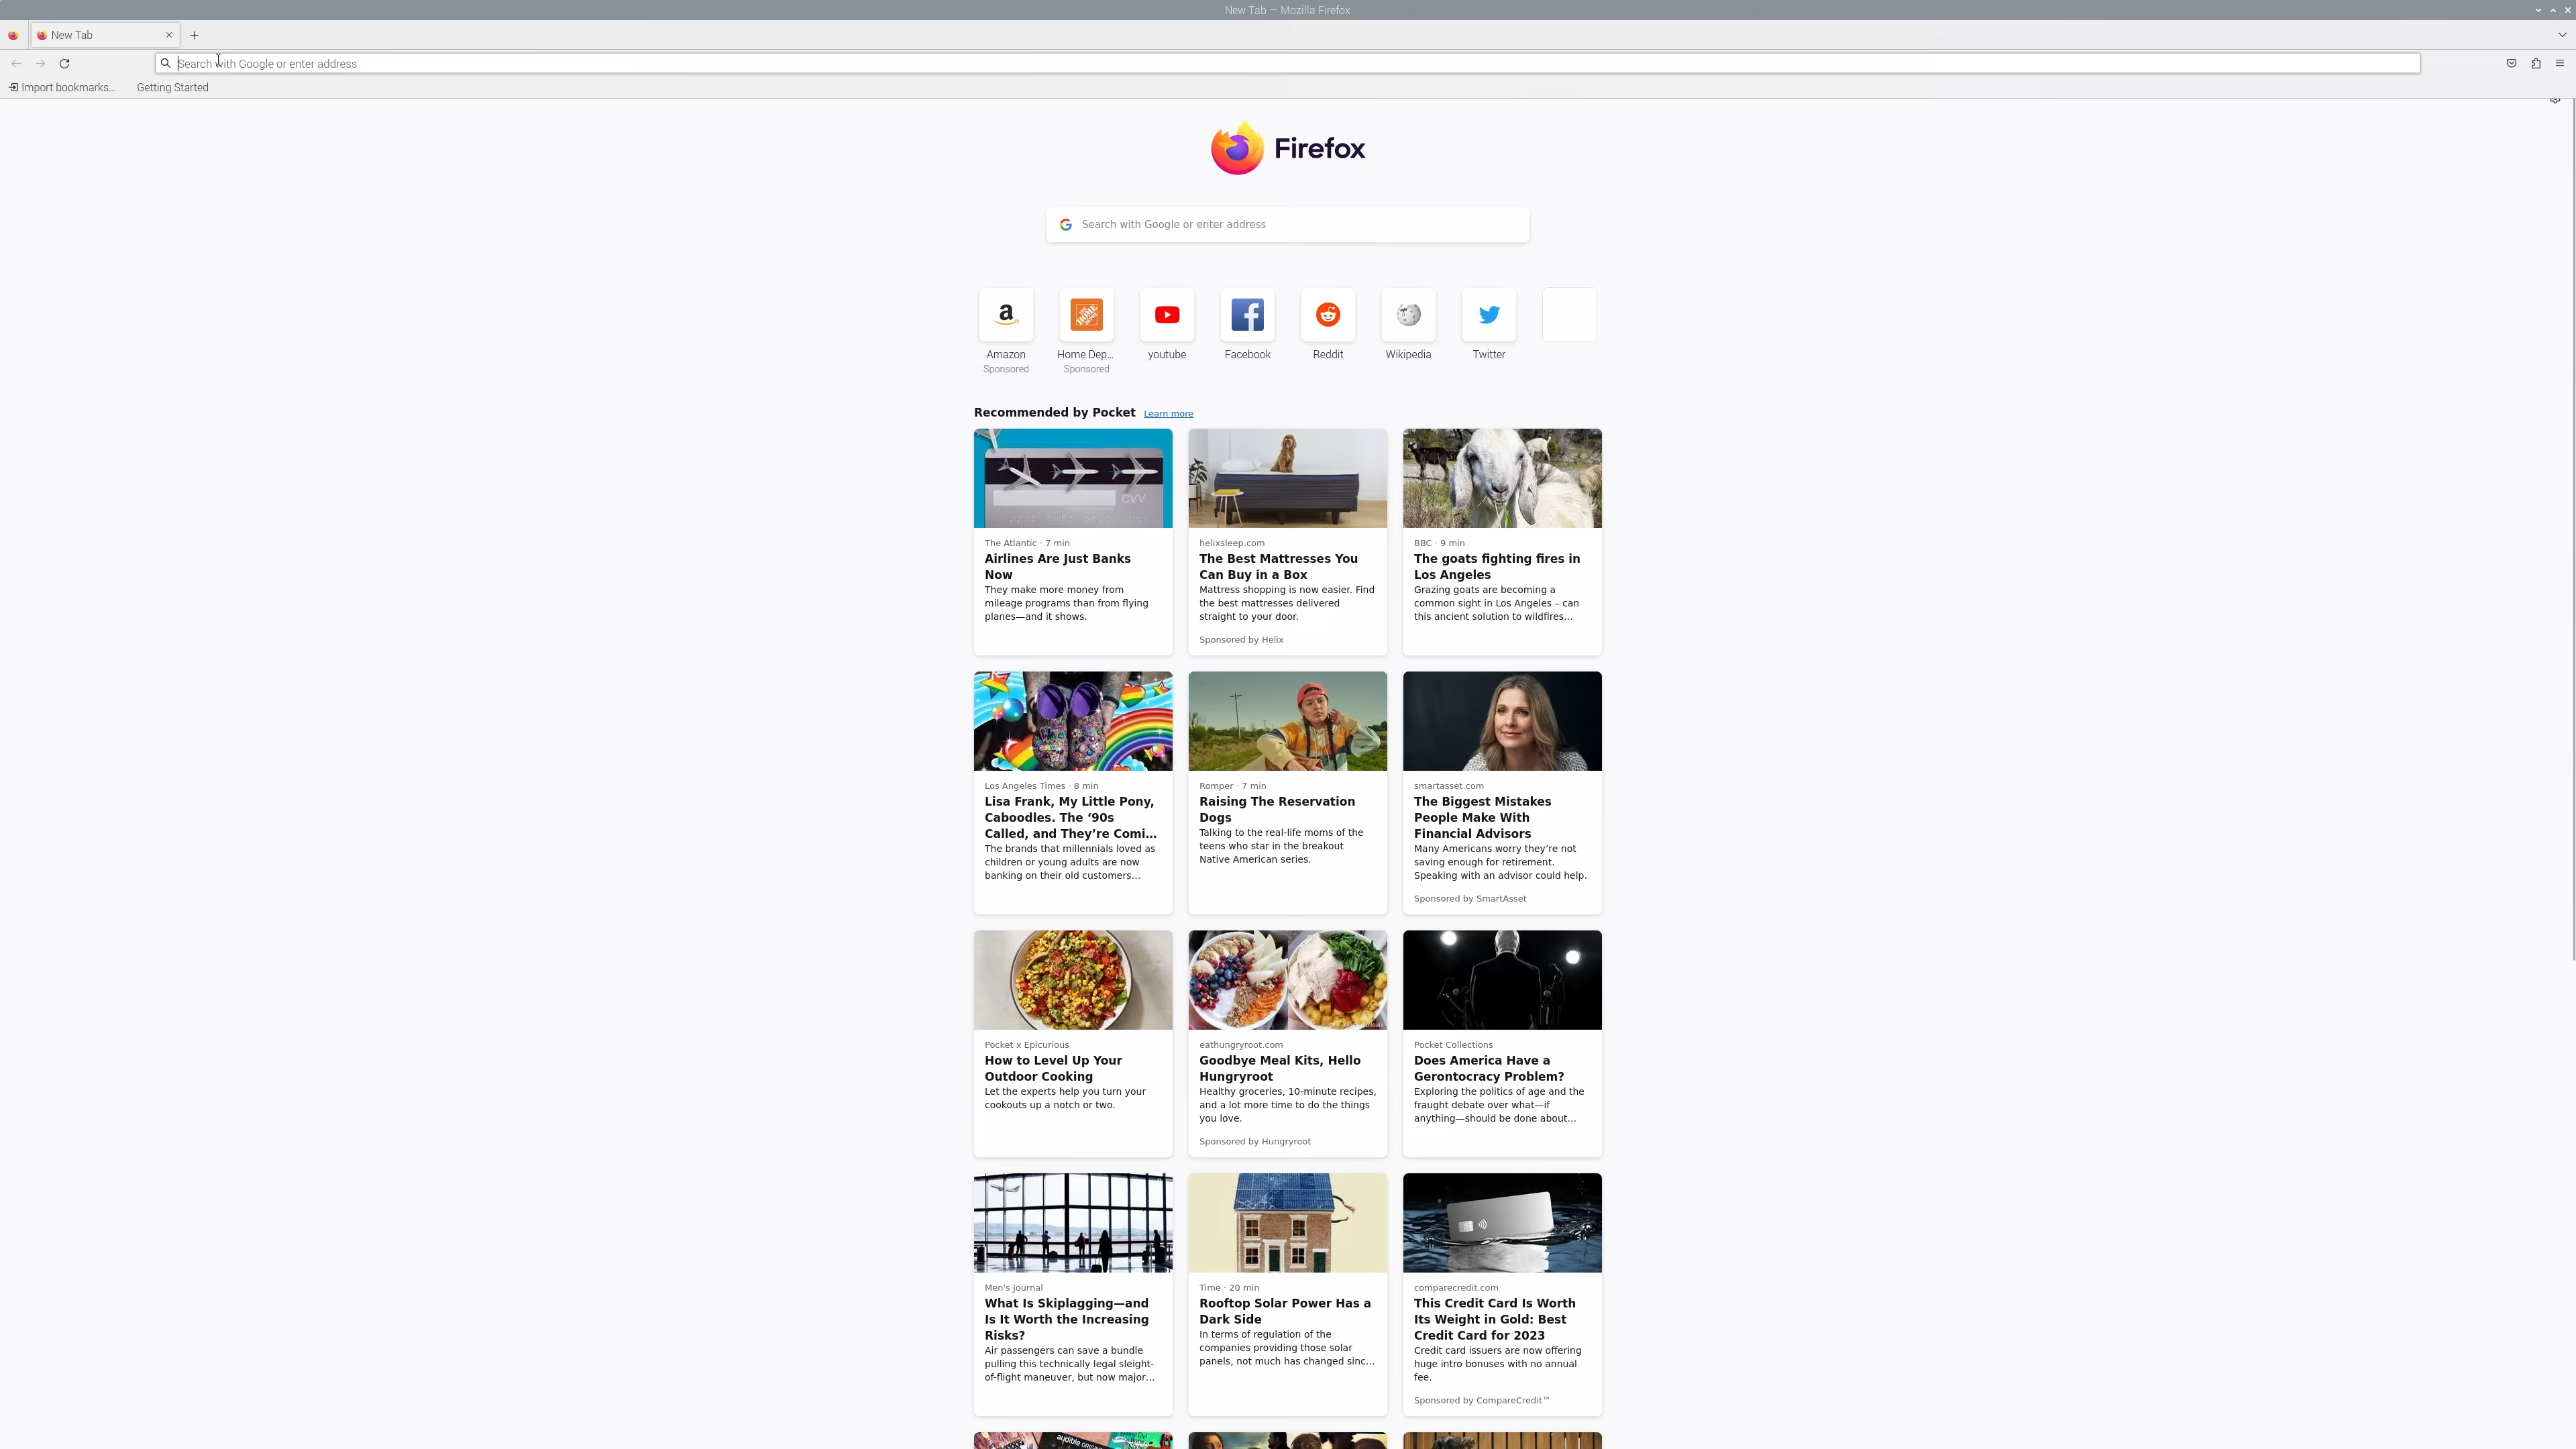 New Tab — Mozilla Firefox
New Tab
Search with Google or enter address
Import bookmarks...
Getting Started
Firefox
Search with Google or enter address
Amazon
Sponsored
Home Dep...
Sponsored
youtube
Facebook
Reddit
Wikipedia
Twitter
Recommended by Pocket Learn more
CVV
The Atlantic · 7 min
Airlines Are Just Banks
Now
They make more money from
mileage programs than from flying
planes—and it shows.
helixsleep.com
The Best Mattresses You
Can Buy in a Box
Mattress shopping is now easier. Find
the best mattresses delivered
straight to your door.
Sponsored by Helix
BBC · 9 min
The goats fighting fires in
Los Angeles
Grazing goats are becoming a
common sight in Los Angeles – can
this ancient solution to wildfires…
Los Angeles Times · 8 min
Lisa Frank, My Little Pony,
Caboodles. The ‘90s
Called, and They’re Comi…
The brands that millennials loved as
children or young adults are now
banking on their old customers…
Romper · 7 min
Raising The Reservation
Dogs
Talking to the real-life moms of the
teens who star in the breakout
Native American series.
smartasset.com
The Biggest Mistakes
People Make With
Financial Advisors
Many Americans worry they’re not
saving enough for retirement.
Speaking with an advisor could help.
Sponsored by SmartAsset
Pocket x Epicurious
How to Level Up Your
Outdoor Cooking
Let the experts help you turn your
cookouts up a notch or two.
eathungryroot.com
Goodbye Meal Kits, Hello
Hungryroot
Healthy groceries, 10-minute recipes,
and a lot more time to do the things
you love.
Sponsored by Hungryroot
Pocket Collections
Does America Have a
Gerontocracy Problem?
Exploring the politics of age and the
fraught debate over what—if
anything—should be done about…
Men's Journal
What Is Skiplagging—and
Is It Worth the Increasing
Risks?
Air passengers can save a bundle
pulling this technically legal sleight-
of-flight maneuver, but now major…
Time · 20 min
Rooftop Solar Power Has a
Dark Side
In terms of regulation of the
companies providing those solar
panels, not much has changed sinc…
comparecredit.com
This Credit Card Is Worth
Its Weight in Gold: Best
Credit Card for 2023
Credit card issuers are now offering
huge intro bonuses with no annual
fee.
Sponsored by CompareCredit™
audible original